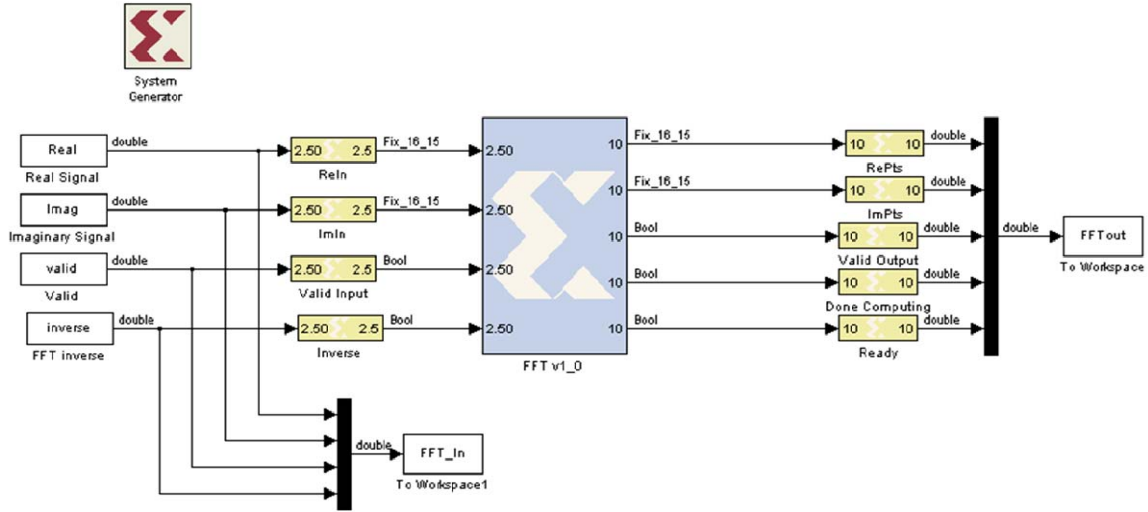 System
Generator
Real
double
2.50 2.5
Fix_16_15
2.50
10
Fix_16_15
10 10
double
Real Signal
ReIn
RePts
Imag
double
2.50 2.5
Fix_16_15
2.50
10
Fix_16_15
10 10
double
Imaginary Signal
ImIn
ImPts
valid
double
2.50 2.5
Bool
2.50
10
Bool
10 10
double
double
FFTout
Valid
Valid Input
Valid Output
To Workspace
inverse
double
2.50 2.5
Bool
2.50
10
Bool
10 10
double
FFT inverse
Inverse
Done Computing
10
Bool
10 10
double
FFT v1_0
Ready
double
FFT_In
To Workspace1